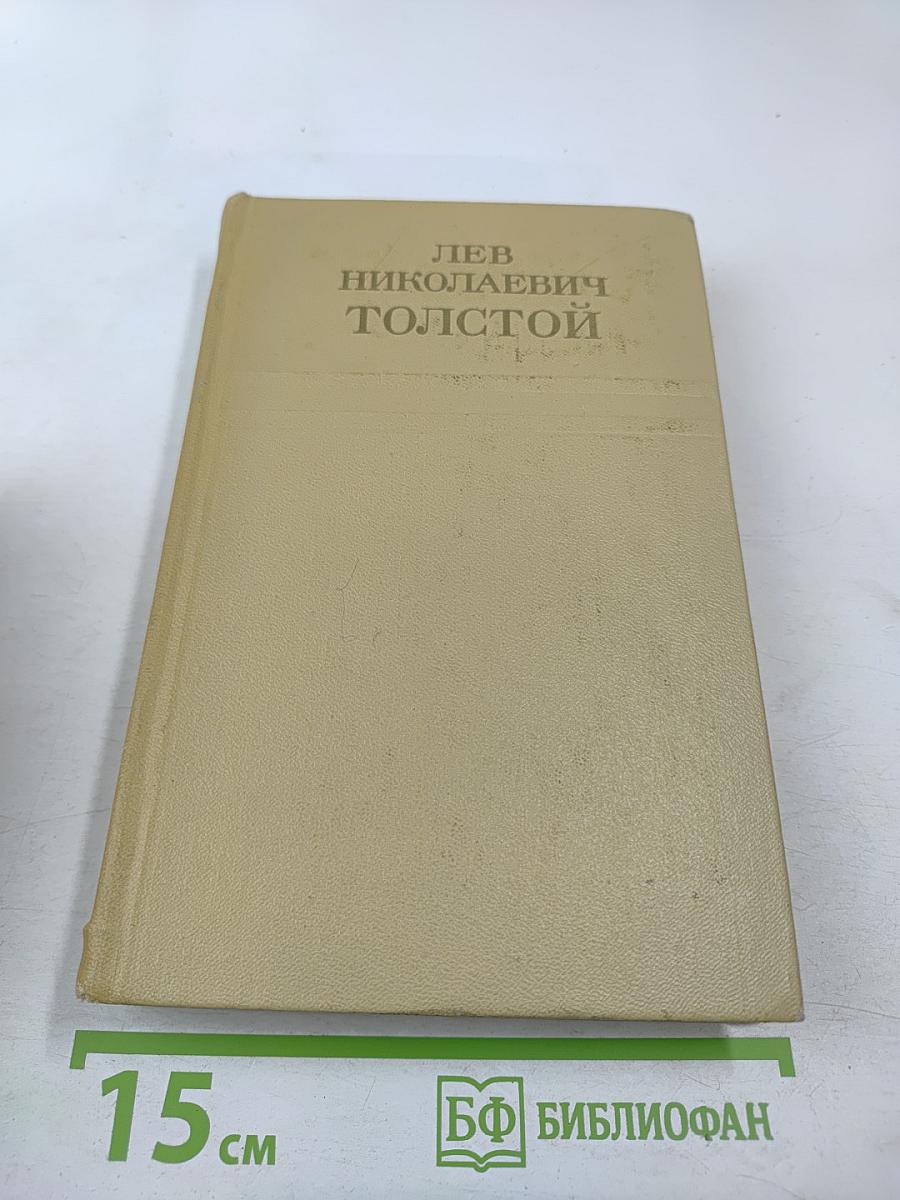 ЛЕВ
НИКОЛАЕВИЧ
ТОЛСТОЙ
15 см
БФ БИБЛИОФАН